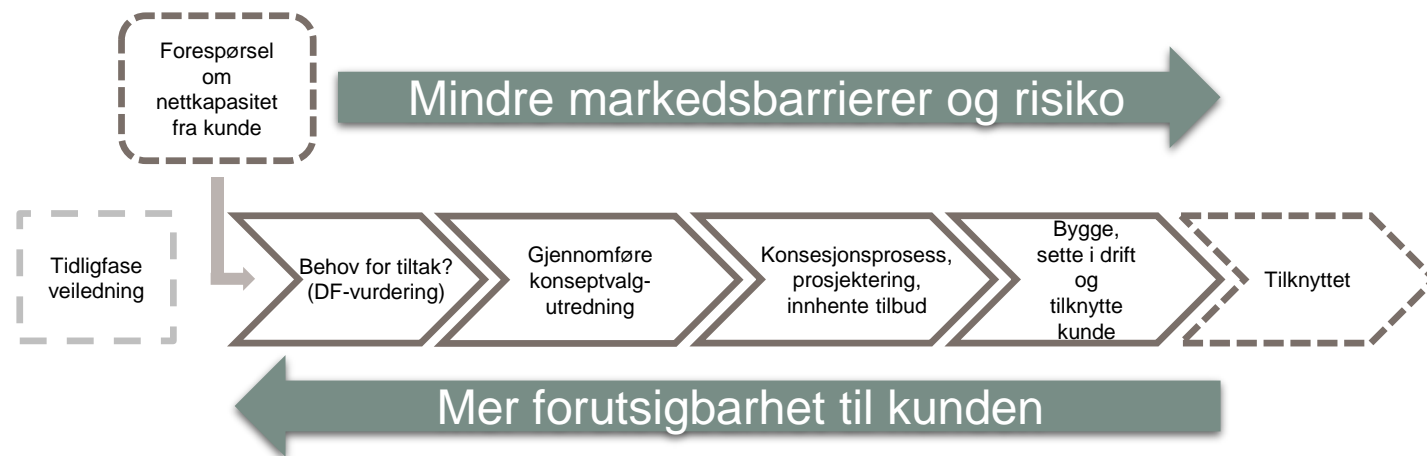 Forespørsel
om
nettkapasitet
fra kunde
Mindre markedsbarrierer og risiko
Tidligfase
veiledning
Behov for tiltak?
(DF-vurdering)
Gjennomføre
konseptvalg-
utredning
Konsesjonsprosess,
prosjektering,
innhente tilbud
Bygge,
sette i drift
og
tilknytte
kunde
Tilknyttet
Mer forutsigbarhet til kunden